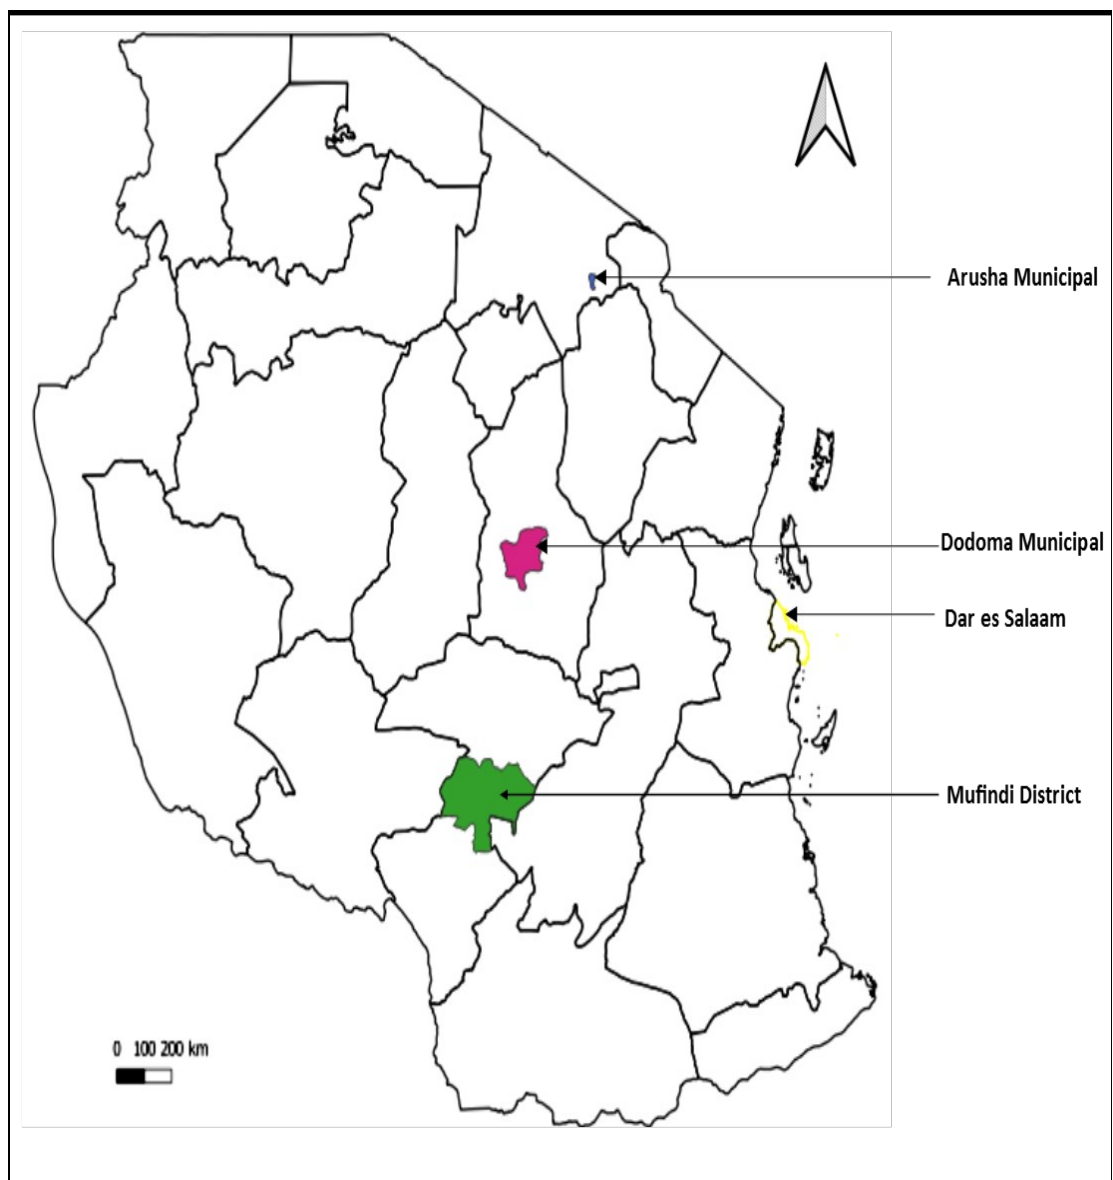 Arusha Municipal
Dodoma Municipal
Dar es Salaam
Mufindi District
0 100 200 km